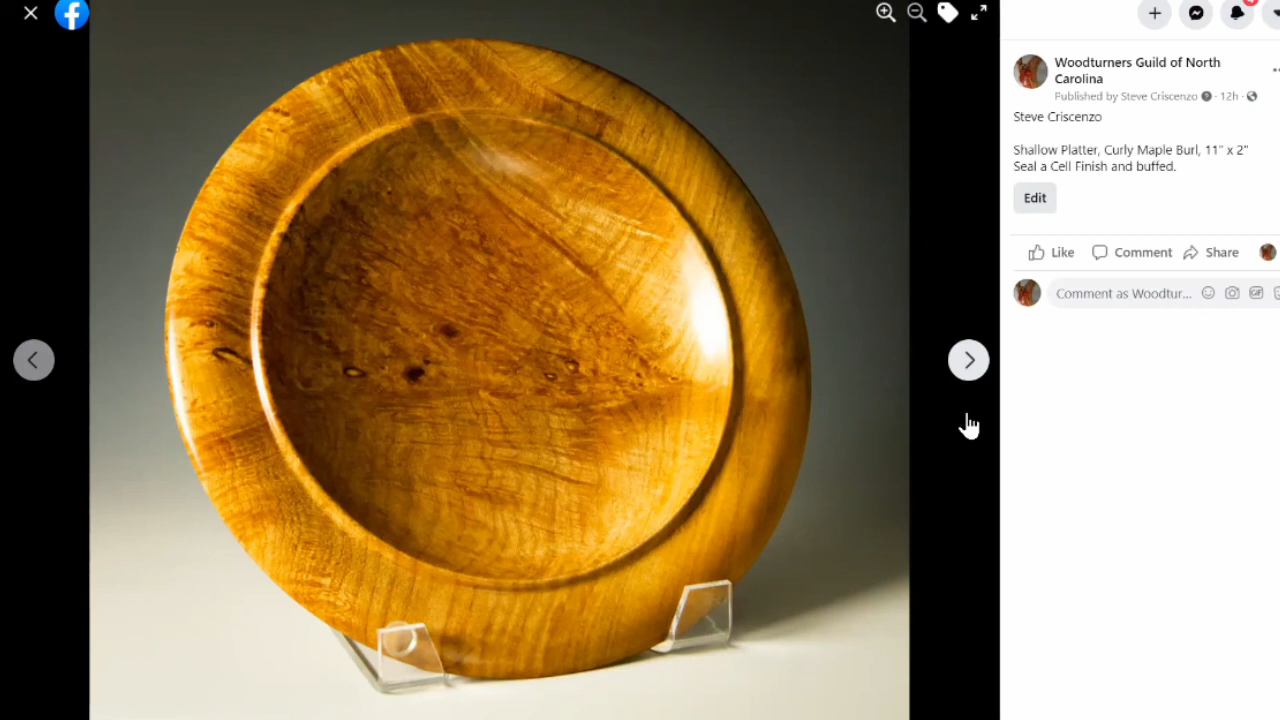 Woodturners Guild of North
Carolina
Published by Steve Criscenzo · 12h ·
Steve Criscenzo
Shallow Platter, Curly Maple Burl, 11" x 2"
Seal a Cell Finish and buffed.
Edit
Like Comment Share
Comment as Woodtur...
GIF